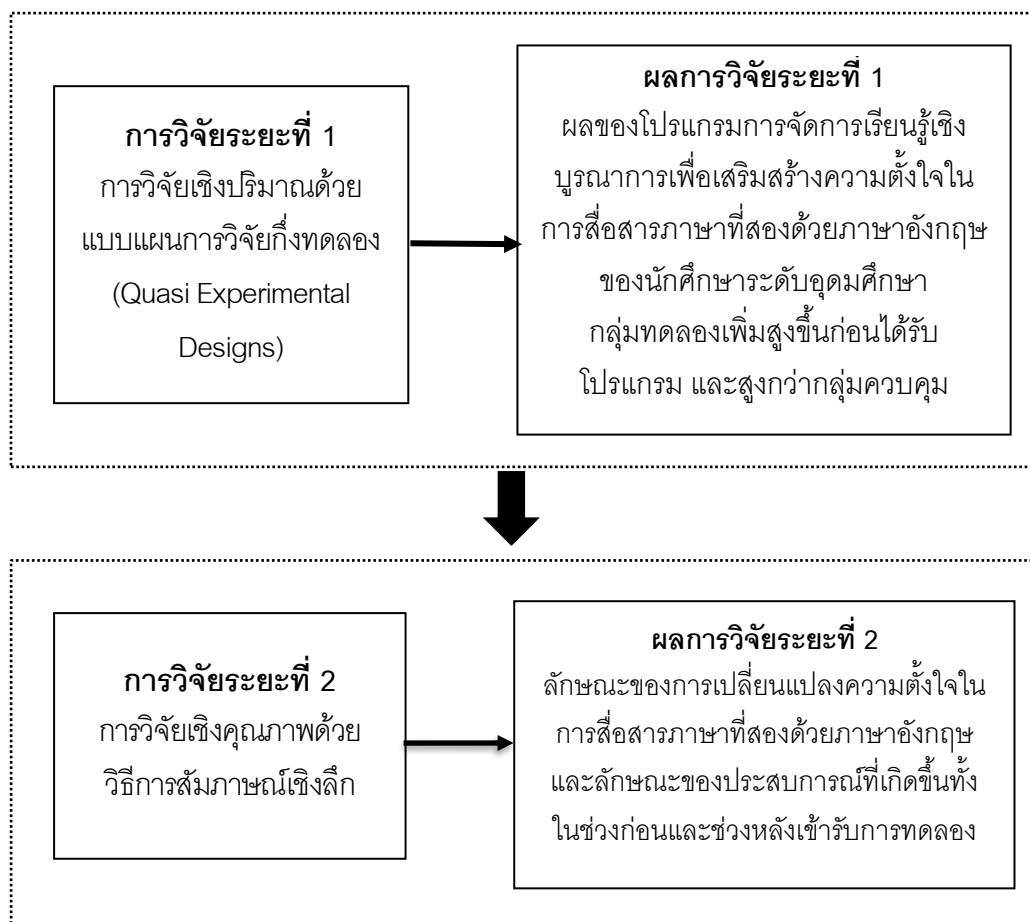 การวิจัยระยะที่ 1
การวิจัยเชิงปริมาณด้วย
แบบแผนการวิจัยกึ่งทดลอง
(Quasi Experimental
Designs)
ผลการวิจัยระยะที่ 1
ผลของโปรแกรมการจัดการเรียนรู้เชิง
บูรณาการเพื่อเสริมสร้างความตั้งใจใน
การสื่อสารภาษาที่สองด้วยภาษาอังกฤษ
ของนักศึกษาระดับอุดมศึกษา
กลุ่มทดลองเพิ่มสูงขึ้นก่อนได้รับ
โปรแกรม และสูงกว่ากลุ่มควบคุม
การวิจัยระยะที่ 2
การวิจัยเชิงคุณภาพด้วย
วิธีการสัมภาษณ์เชิงลึก
ผลการวิจัยระยะที่ 2
ลักษณะของการเปลี่ยนแปลงความตั้งใจใน
การสื่อสารภาษาที่สองด้วยภาษาอังกฤษ
และลักษณะของประสบการณ์ที่เกิดขึ้นทั้ง
ในช่วงก่อนและช่วงหลังเข้ารับการทดลอง